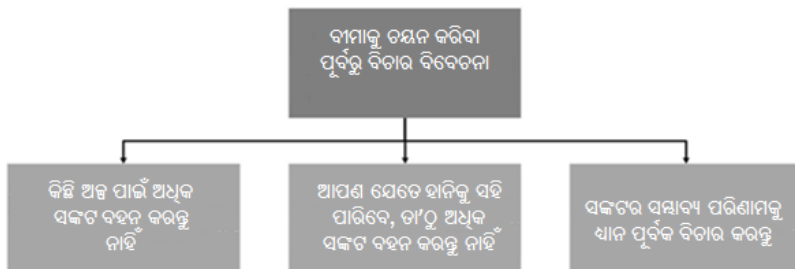 ବୀମାକୁ ଚୟନ କରିବା
ପୂର୍ବରୁ ବିଚାର ବିବେଚନା
କିଛି ଅଳ୍ପ ପାଇଁ ଅଧିକ
ସଙ୍କଟ ବହନ କରନ୍ତୁ
ନାହିଁ
ଆପଣ ଯେତେ ହାନିକୁ ସହି
ପାରିବେ, ତା'ଠୁ ଅଧିକ
ସଙ୍କଟ ବହନ କରନ୍ତୁ ନାହିଁ
ସଙ୍କଟର ସମ୍ଭାବ୍ୟ ପରିଣାମକୁ
ଧ୍ୟାନ ପୂର୍ବକ ବିଚାର କରନ୍ତୁ